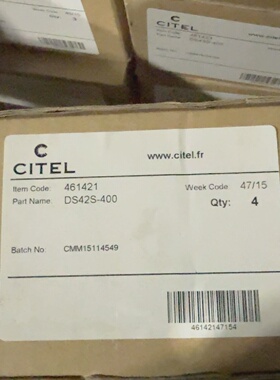 CITEL
461421
CITEL
www.citel.fr
Item Code: 461421
Week Code: 47/15
Part Name: DS42S-400
Qty: 4
Batch No: CMM15114549
46142147154